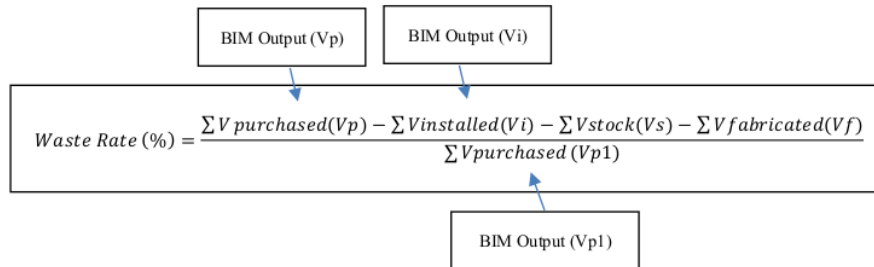 BIM Output (Vp)
BIM Output (Vi)
Waste Rate (%) = (∑ V purchased(Vp) − ∑ Vinstalled(Vi) − ∑ Vstock(Vs) − ∑ Vfabricated(Vf)) / (∑ Vpurchased (Vp1))
BIM Output (Vp1)